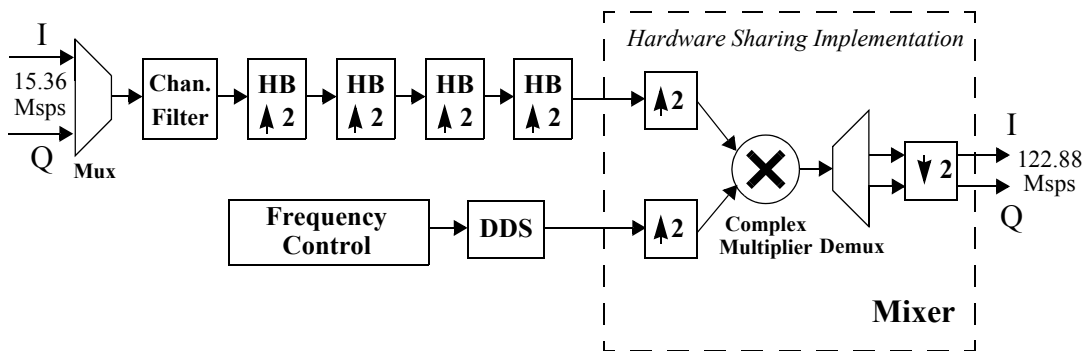 Hardware Sharing Implementation
I
15.36
Msps
Q
Mux
Chan.
Filter
HB
2
HB
2
HB
2
HB
2
2
Frequency
Control
DDS
2
Complex
Multiplier
Demux
2
I
122.88
Msps
Q
Mixer